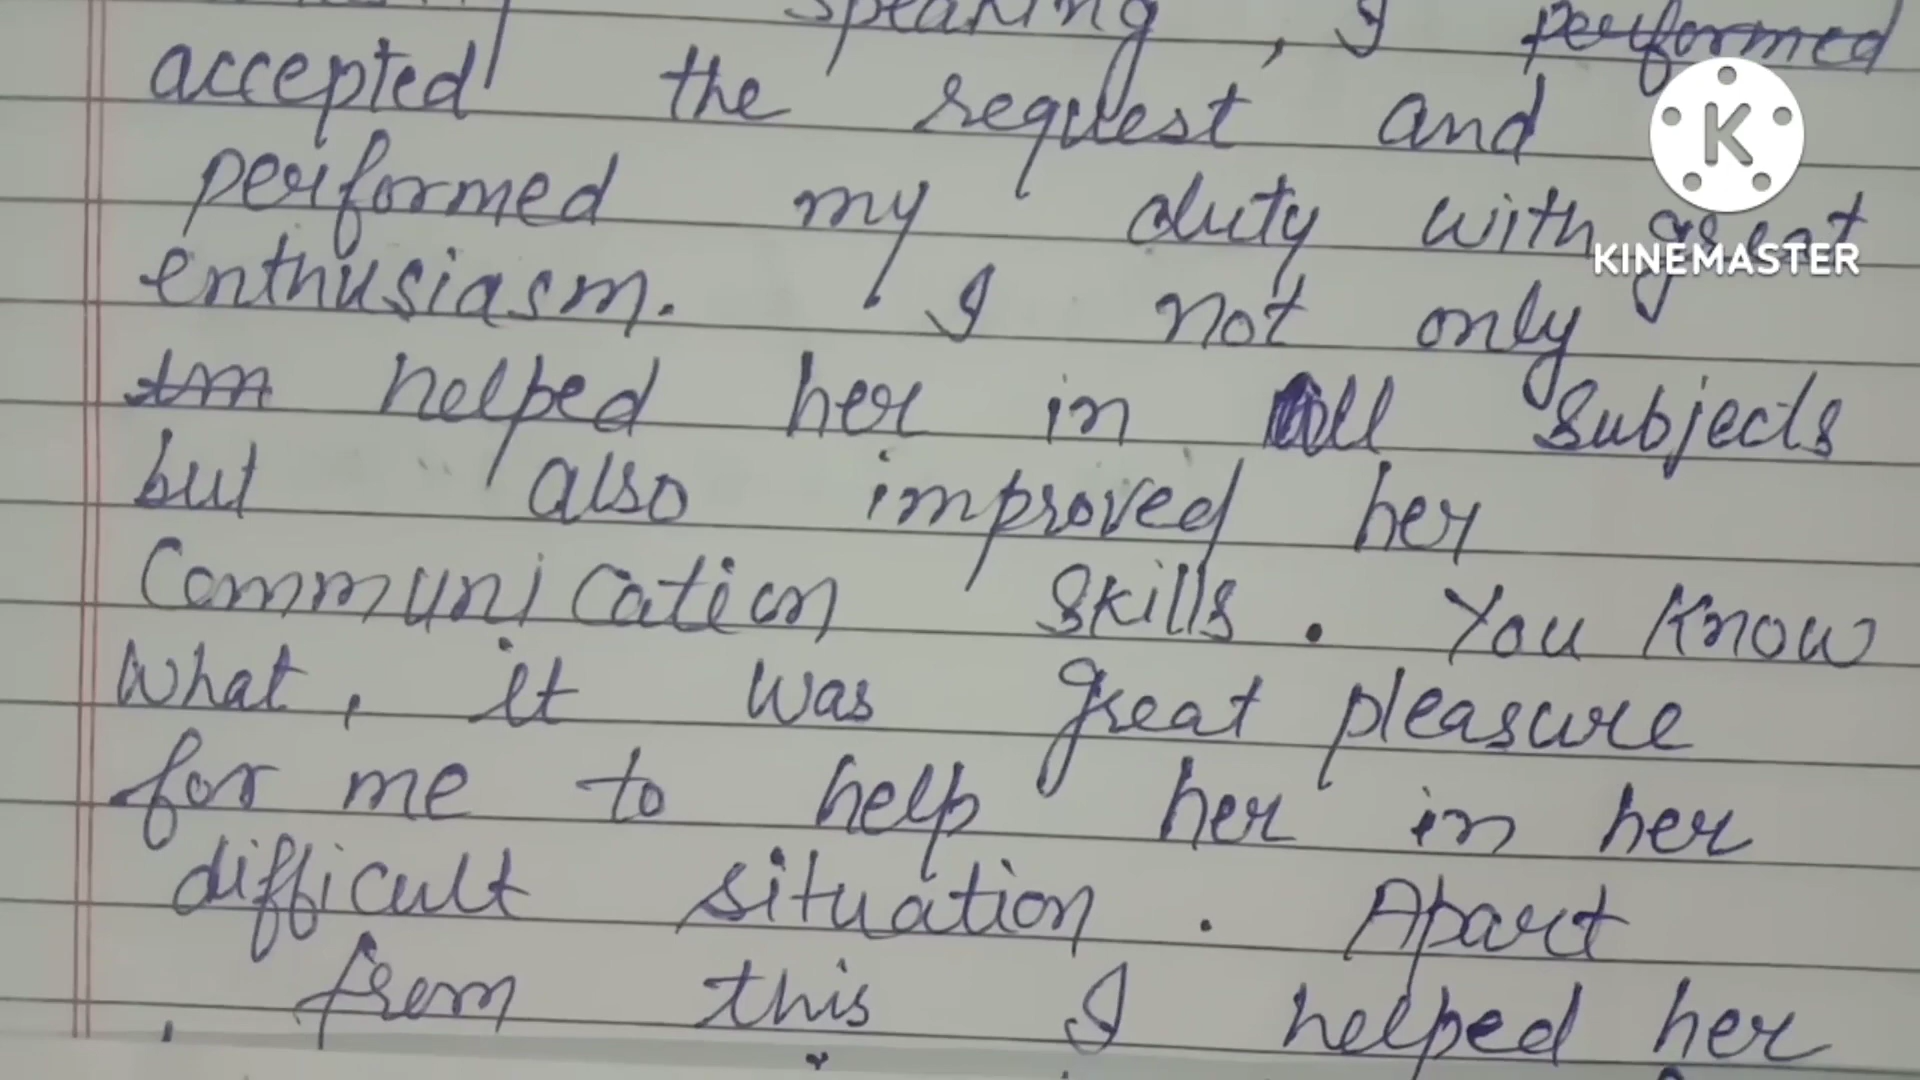 speaking, I performed
accepted the request and
performed my duty with great
enthusiasm. I not only
helped her in all subjects
but also improved her
Communication skills. You Know
what, it was great pleasure
for me to help her in her
difficult situation. Apart
from this I helped her
K
KINEMASTER